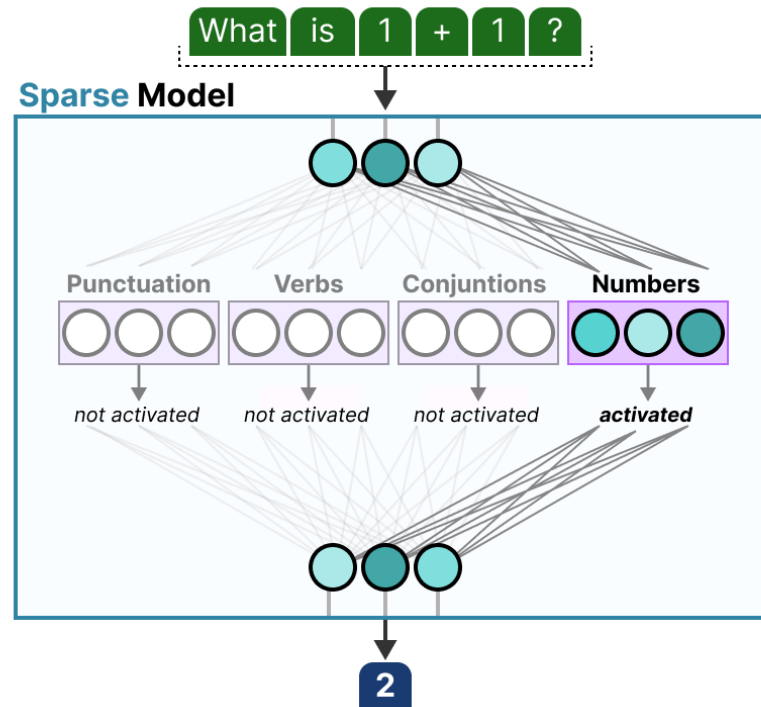 What is 1 + 1 ?
Sparse Model
Punctuation Verbs Conjuntions Numbers
not activated not activated not activated activated
2